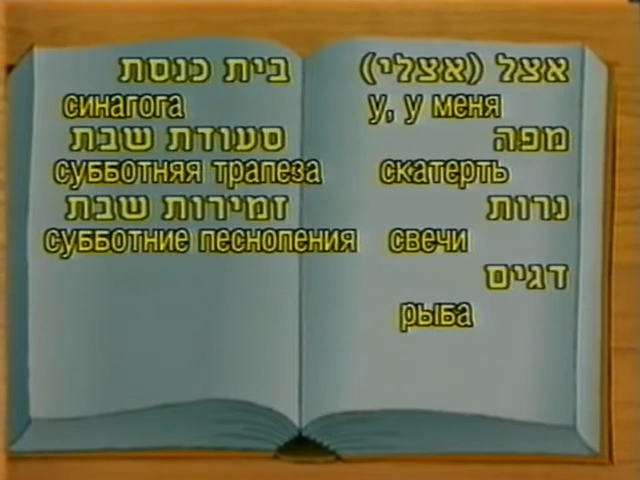 אצל (אצלי)
у, у меня
מפה
скатерть
נרות
свечи
דגים
рыба
בית כנסת
синагога
סעודת שבת
субботняя трапеза
זמירות שבת
субботние песнопения